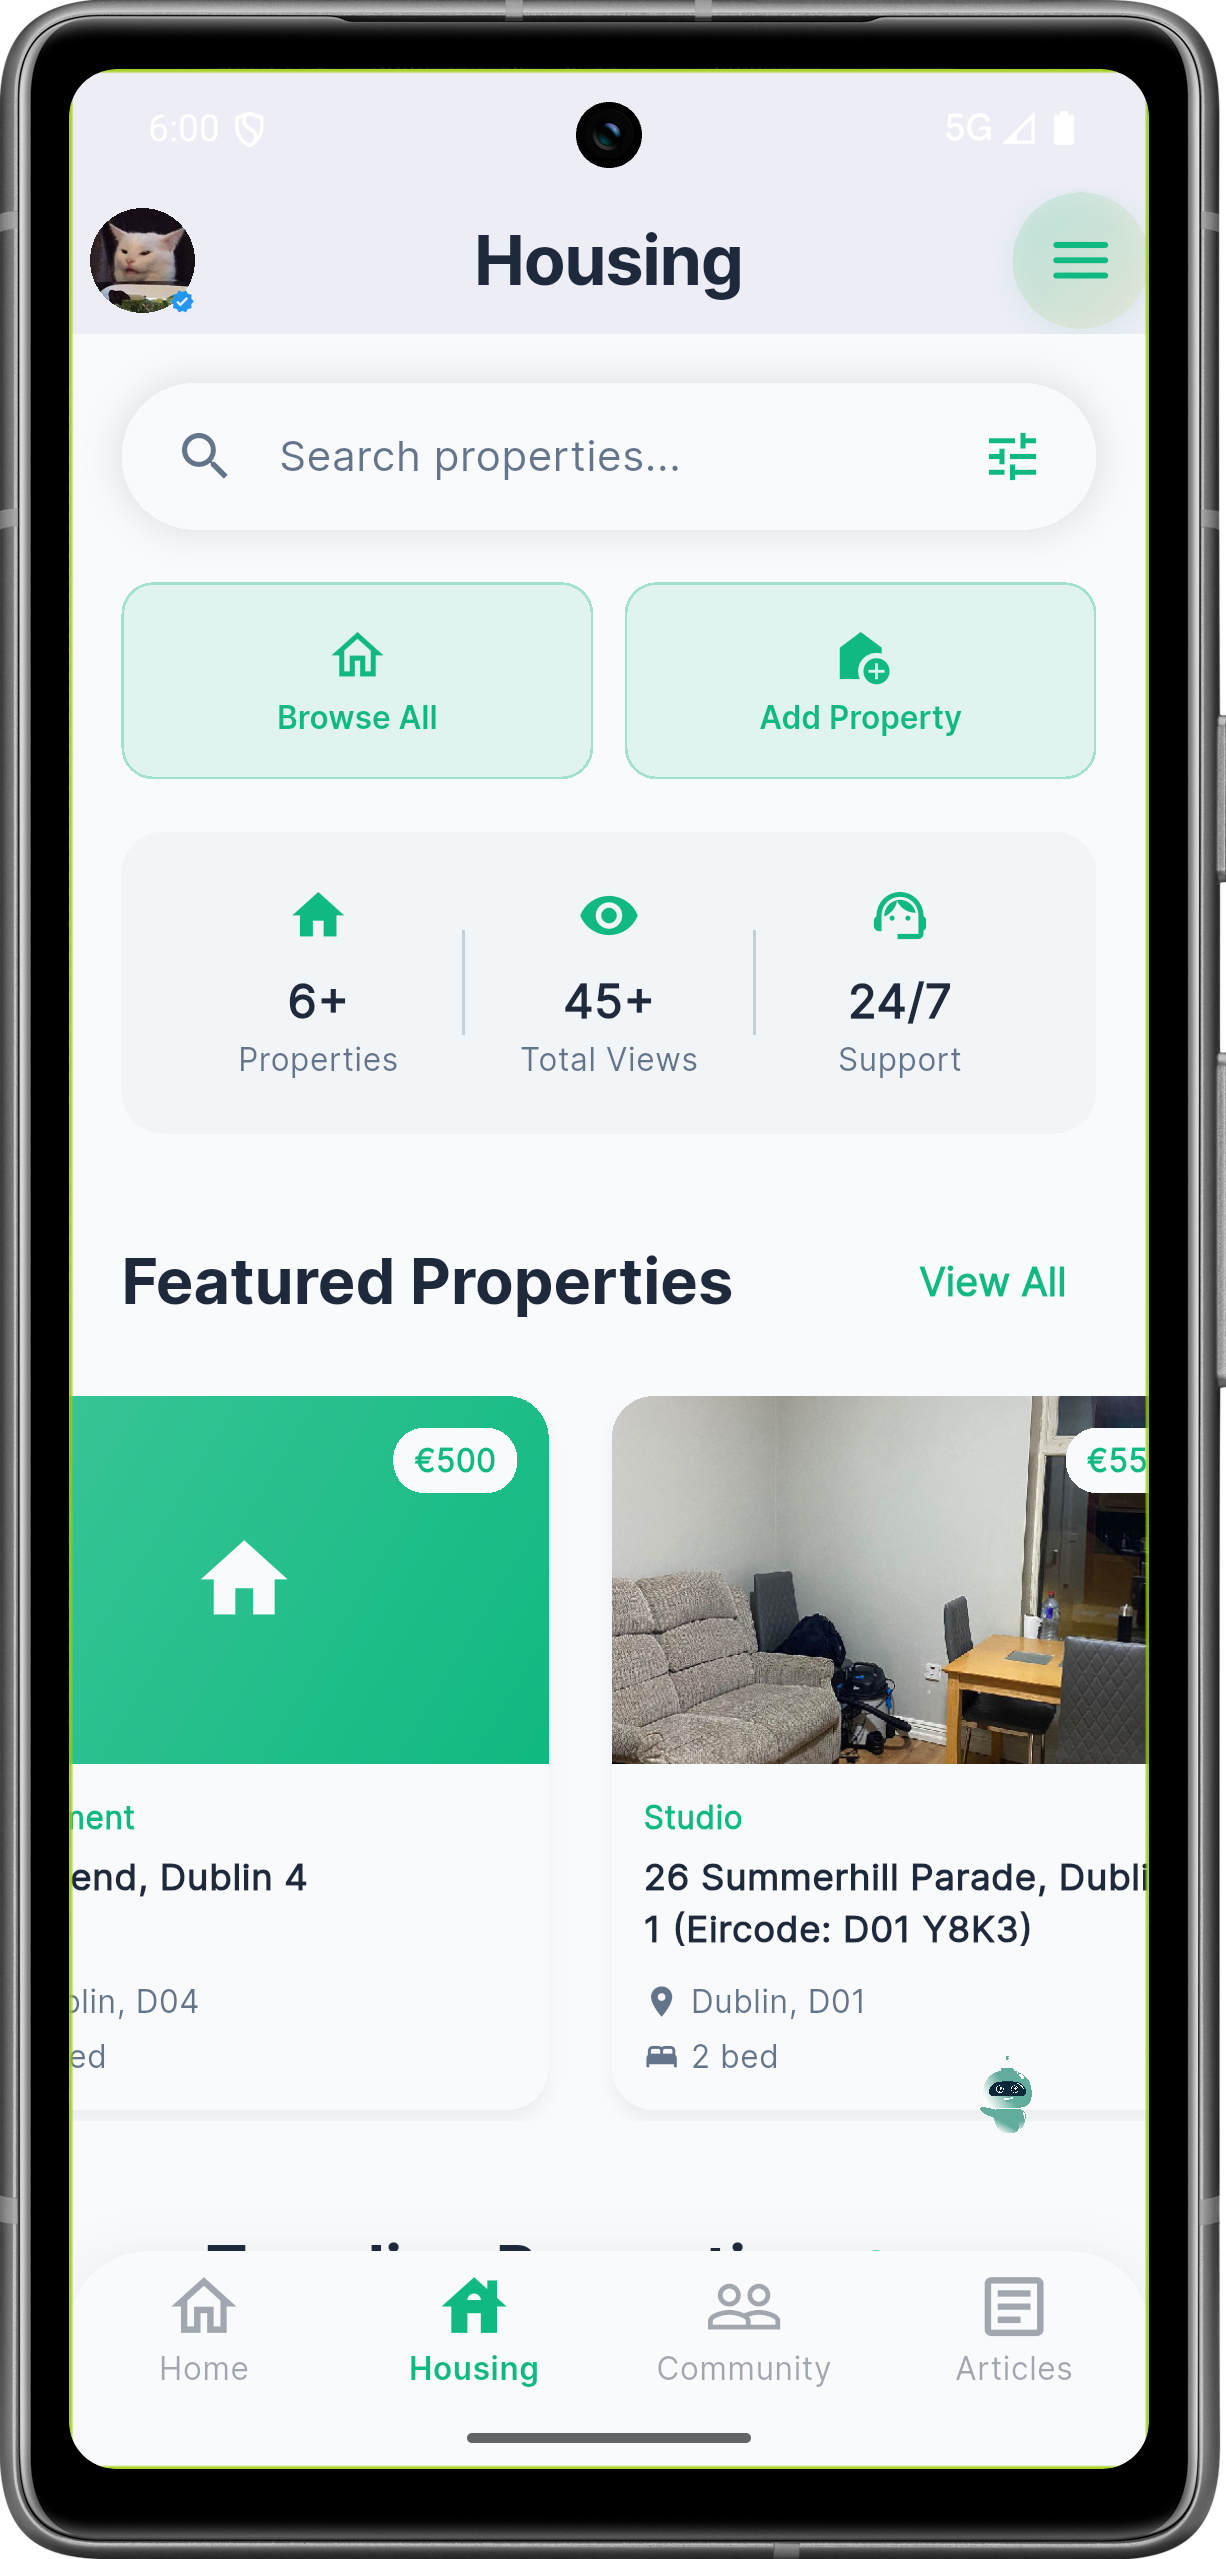 6:00
5G
Housing
Search properties...
Browse All
Add Property
6+
45+
24/7
Properties
Total Views
Support
Featured Properties
View All
€500
€55
ment
end, Dublin 4
blin, D04
ed
Studio
26 Summerhill Parade, Dubli
1 (Eircode: D01 Y8K3)
Dublin, D01
2 bed
Home
Housing
Community
Articles